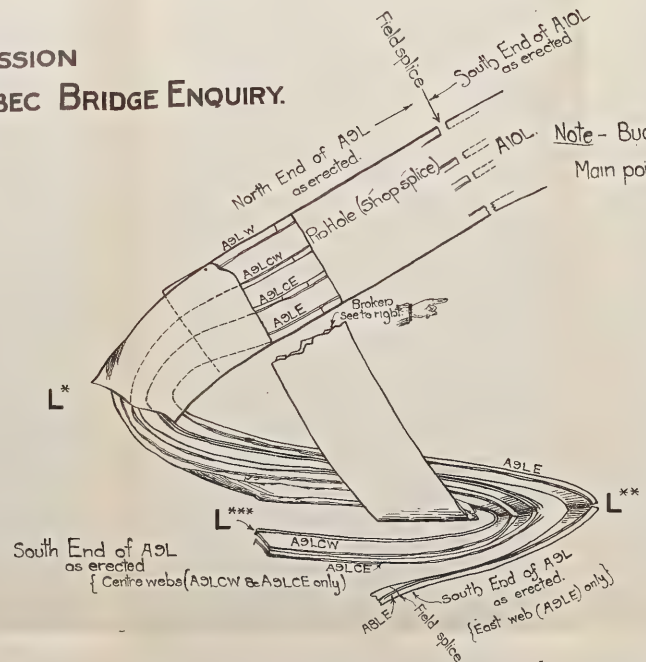 SSION
BEC BRIDGE ENQUIRY.
Field splice
South End of A10L
as erected
North End of A9L
as erected.
A10L.
Note - Buc
Main poi
Pin Hole (Shop splice)
A9LW
A9LCW
A9LCE
A9LE
Broken
see to right.
L*
A9LE
L**
L***
A9LCW
A9LCE
South End of A9L
as erected
{Centre webs (A9LCW & A9LCE only)
South End of A9L
as erected.
{East web (A9LE) only}
A8LE
Field splice